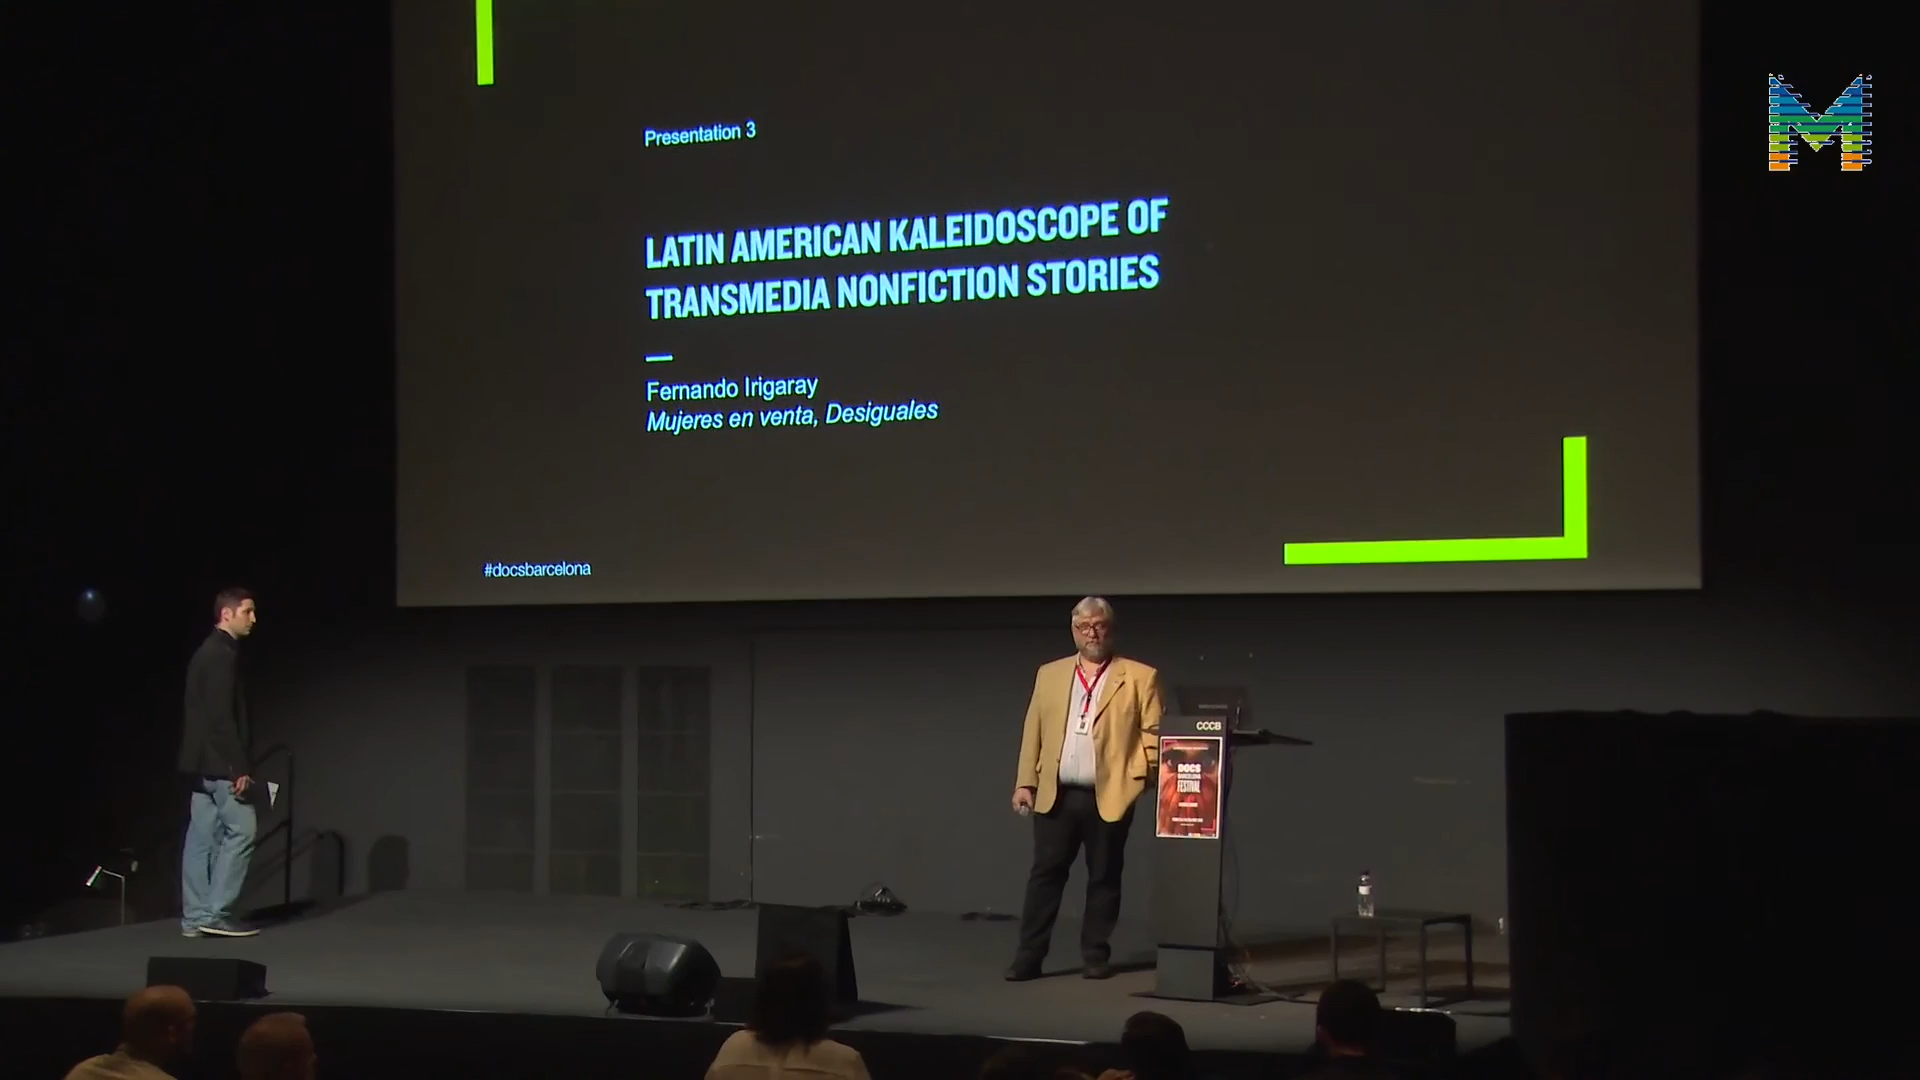 Presentation 3
LATIN AMERICAN KALEIDOSCOPE OF
TRANSMEDIA NONFICTION STORIES
Fernando Irigaray
Mujeres en venta, Desiguales
#docsbarcelona
M
CCCB
DOCS
BARCELONA
FESTIVAL